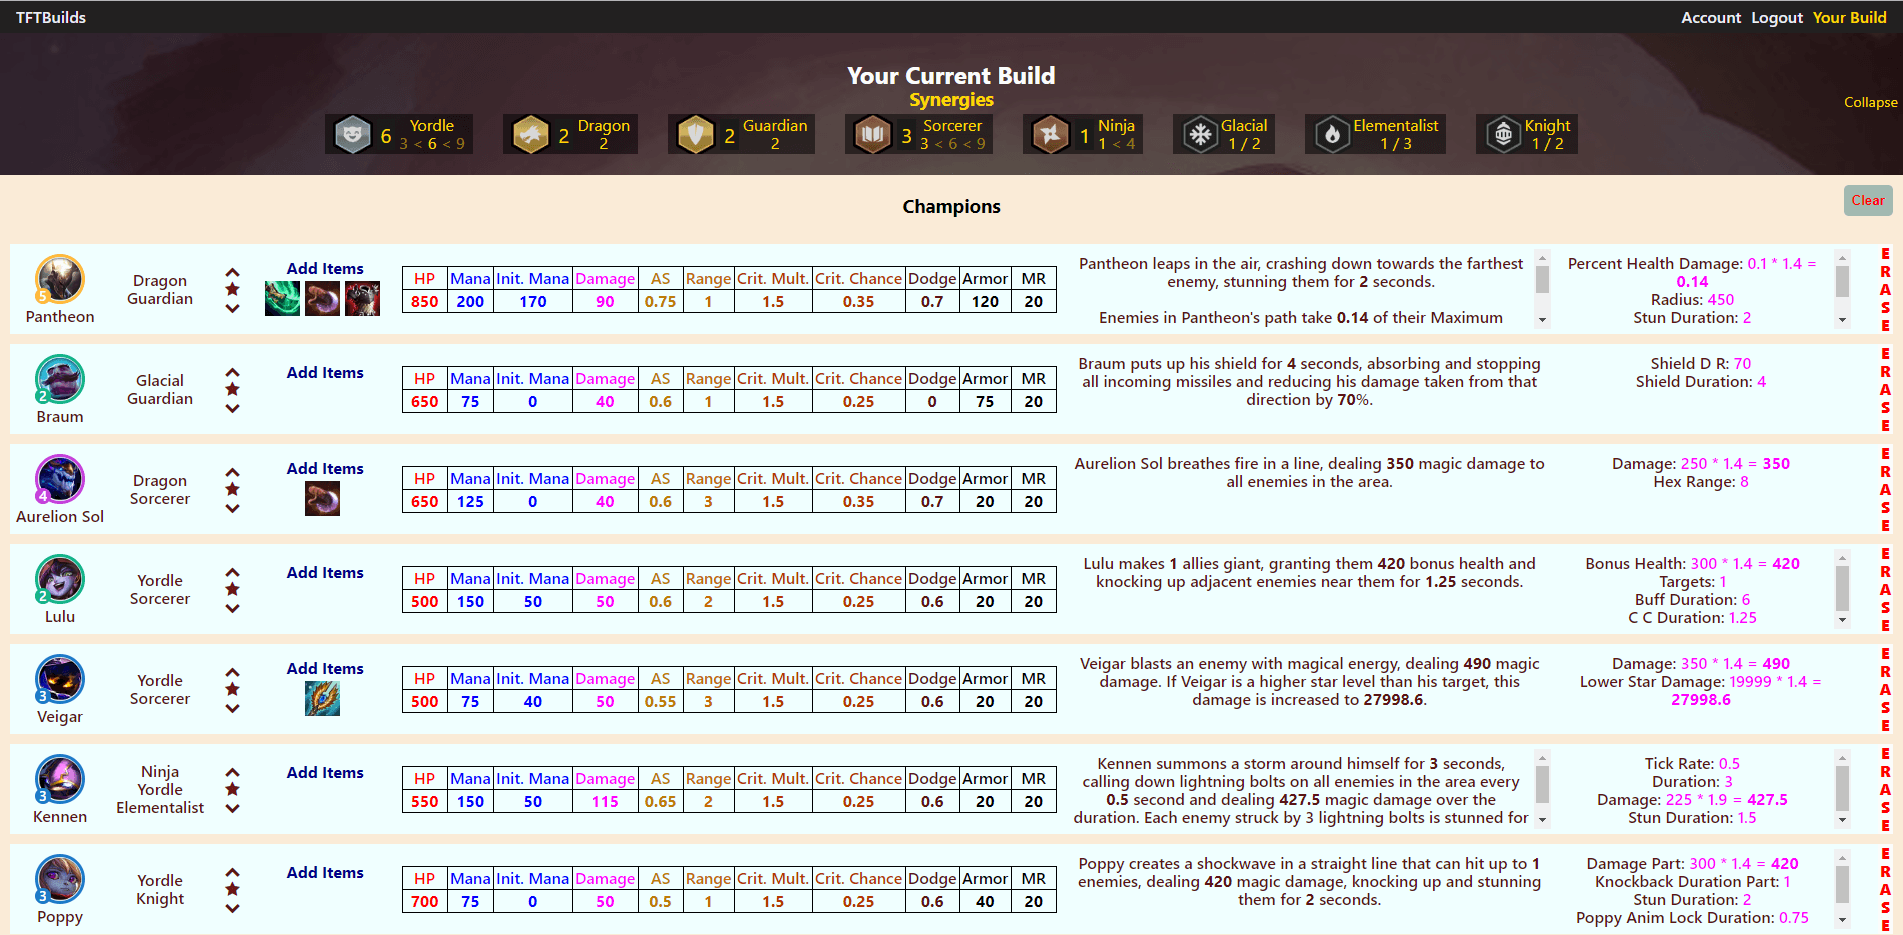 TFTBuilds
Account Logout Your Build
Your Current Build
Synergies
Collapse
6 Yordle 3 < 6 < 9
2 Dragon 2
2 Guardian 2
3 Sorcerer 3 < 6 < 9
1 Ninja 1 < 4
Glacial 1 / 2
Elementalist 1 / 3
Knight 1 / 2
Champions
Clear
5
Pantheon
Dragon
Guardian
Add Items
HP Mana Init. Mana Damage AS Range Crit. Mult. Crit. Chance Dodge Armor MR
850 200 170 90 0.75 1 1.5 0.35 0.7 120 20
Pantheon leaps in the air, crashing down towards the farthest
enemy, stunning them for 2 seconds.
Enemies in Pantheon's path take 0.14 of their Maximum
Percent Health Damage: 0.1 * 1.4 =
0.14
Radius: 450
Stun Duration: 2
ERASE
2
Braum
Glacial
Guardian
Add Items
HP Mana Init. Mana Damage AS Range Crit. Mult. Crit. Chance Dodge Armor MR
650 75 0 40 0.6 1 1.5 0.25 0 75 20
Braum puts up his shield for 4 seconds, absorbing and stopping
all incoming missiles and reducing his damage taken from that
direction by 70%.
Shield D R: 70
Shield Duration: 4
ERASE
4
Aurelion Sol
Dragon
Sorcerer
Add Items
HP Mana Init. Mana Damage AS Range Crit. Mult. Crit. Chance Dodge Armor MR
650 125 0 40 0.6 3 1.5 0.35 0.7 20 20
Aurelion Sol breathes fire in a line, dealing 350 magic damage to
all enemies in the area.
Damage: 250 * 1.4 = 350
Hex Range: 8
ERASE
2
Lulu
Yordle
Sorcerer
Add Items
HP Mana Init. Mana Damage AS Range Crit. Mult. Crit. Chance Dodge Armor MR
500 150 50 50 0.6 2 1.5 0.25 0.6 20 20
Lulu makes 1 allies giant, granting them 420 bonus health and
knocking up adjacent enemies near them for 1.25 seconds.
Bonus Health: 300 * 1.4 = 420
Targets: 1
Buff Duration: 6
C C Duration: 1.25
ERASE
3
Veigar
Yordle
Sorcerer
Add Items
HP Mana Init. Mana Damage AS Range Crit. Mult. Crit. Chance Dodge Armor MR
500 75 40 50 0.55 3 1.5 0.25 0.6 20 20
Veigar blasts an enemy with magical energy, dealing 490 magic
damage. If Veigar is a higher star level than his target, this
damage is increased to 27998.6.
Damage: 350 * 1.4 = 490
Lower Star Damage: 19999 * 1.4 =
27998.6
ERASE
3
Kennen
Ninja
Yordle
Elementalist
Add Items
HP Mana Init. Mana Damage AS Range Crit. Mult. Crit. Chance Dodge Armor MR
550 150 50 115 0.65 2 1.5 0.25 0.6 20 20
Kennen summons a storm around himself for 3 seconds,
calling down lightning bolts on all enemies in the area every
0.5 second and dealing 427.5 magic damage over the
duration. Each enemy struck by 3 lightning bolts is stunned for
Tick Rate: 0.5
Duration: 3
Damage: 225 * 1.9 = 427.5
Stun Duration: 1.5
ERASE
3
Poppy
Yordle
Knight
Add Items
HP Mana Init. Mana Damage AS Range Crit. Mult. Crit. Chance Dodge Armor MR
700 75 0 50 0.5 1 1.5 0.25 0.6 40 20
Poppy creates a shockwave in a straight line that can hit up to 1
enemies, dealing 420 magic damage, knocking up and stunning
them for 2 seconds.
Damage Part: 300 * 1.4 = 420
Knockback Duration Part: 1
Stun Duration: 2
Poppy Anim Lock Duration: 0.75
ERASE